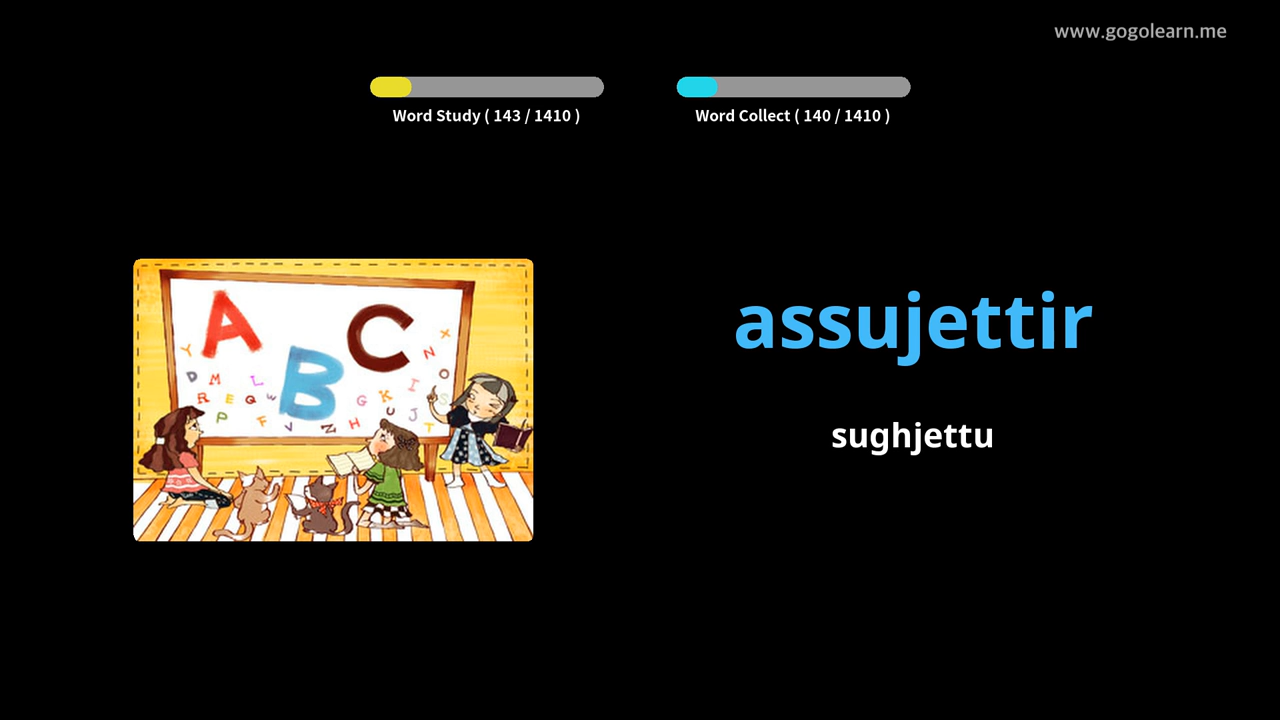 www.gogolearn.me
Word Study ( 143 / 1410 )
Word Collect ( 140 / 1410 )
A
B
C
X
Y
N
D
M
L
O
R
E
Q
W
G
K
I
S
P
F
V
Z
H
U
J
T
assujettir
sughjettu